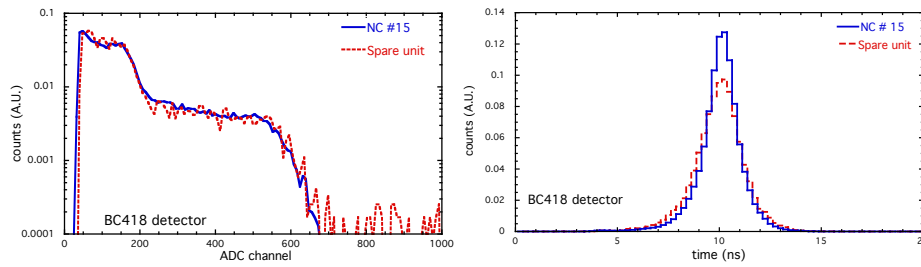 0.1
0.01
0.001
0.0001
counts (A.U.)
NC #15
Spare unit
BC418 detector
0 200 400 600 800 1000
ADC channel
0.14
0.12
0.1
0.08
0.06
0.04
0.02
0
counts (A.U.)
NC # 15
Spare unit
BC418 detector
0 5 10 15 20
time (ns)